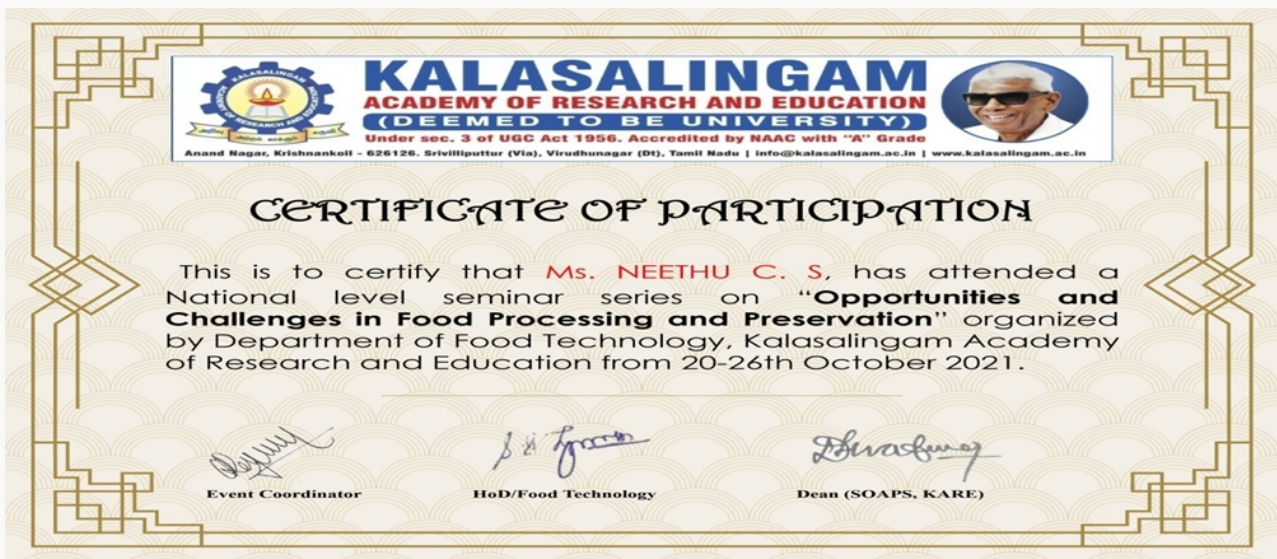 KALASALINGAM
ACADEMY OF RESEARCH AND EDUCATION
(DEEMED TO BE UNIVERSITY)
Under sec. 3 of UGC Act 1956. Accredited by NAAC with "A" Grade
Anand Nagar, Krishnankoil - 626126. Srivilliputtur (Via), Virudhunagar (Dt), Tamil Nadu | info@kalasalingam.ac.in | www.kalasalingam.ac.in
CERTIFICATE OF PARTICIPATION
This is to certify that Ms. NEETHU C. S, has attended a
National level seminar series on "Opportunities and
Challenges in Food Processing and Preservation" organized
by Department of Food Technology, Kalasalingam Academy
of Research and Education from 20-26th October 2021.
Event Coordinator
HoD/Food Technology
Dean (SOAPS, KARE)